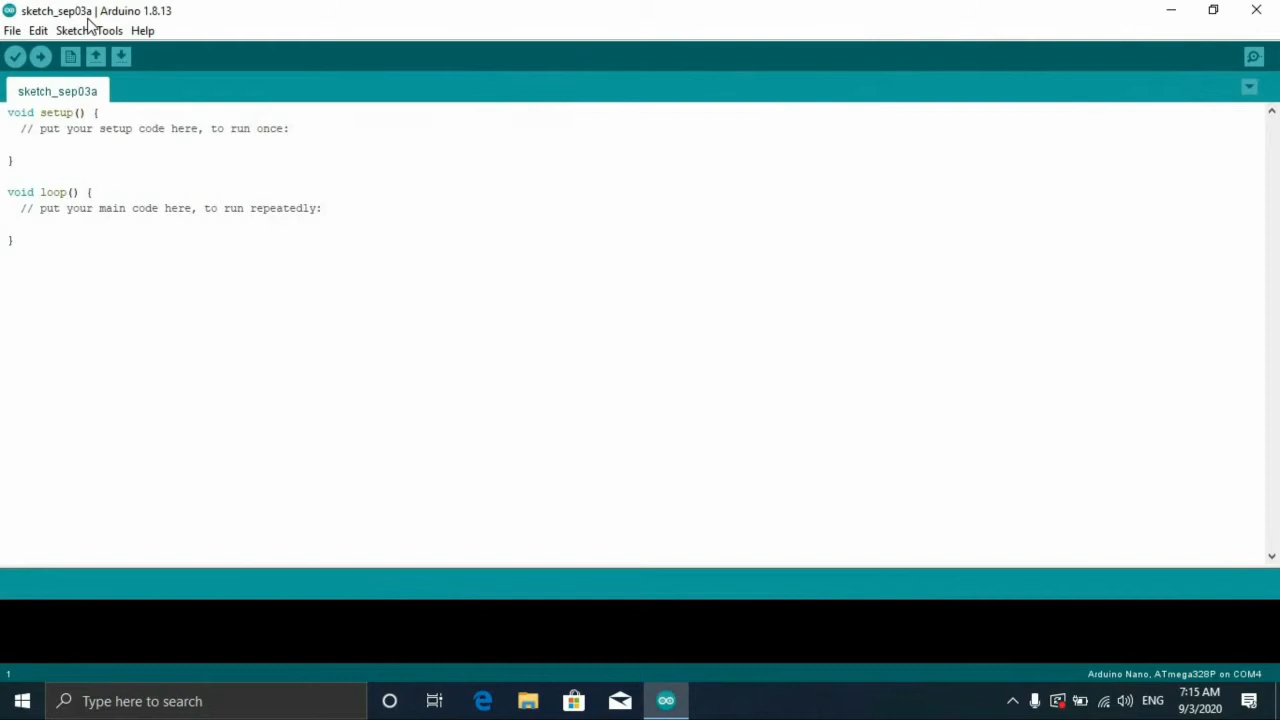 sketch_sep03a | Arduino 1.8.13
File Edit Sketch Tools Help
sketch_sep03a
void setup() {
// put your setup code here, to run once:
}
void loop() {
// put your main code here, to run repeatedly:
}
1
Arduino Nano, ATmega328P on COM4
Type here to search
ENG
7:15 AM
9/3/2020